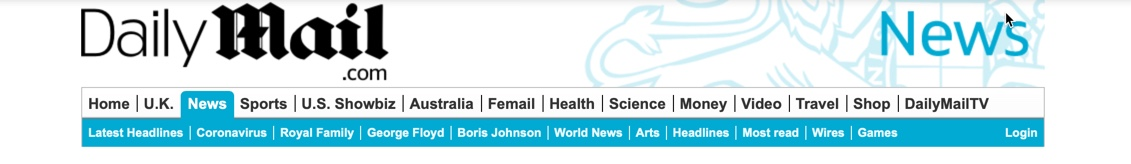 Daily Mail .com
News
Home U.K. News Sports U.S. Showbiz Australia Femail Health Science Money Video Travel Shop DailyMailTV
Latest Headlines Coronavirus Royal Family George Floyd Boris Johnson World News Arts Headlines Most read Wires Games Login